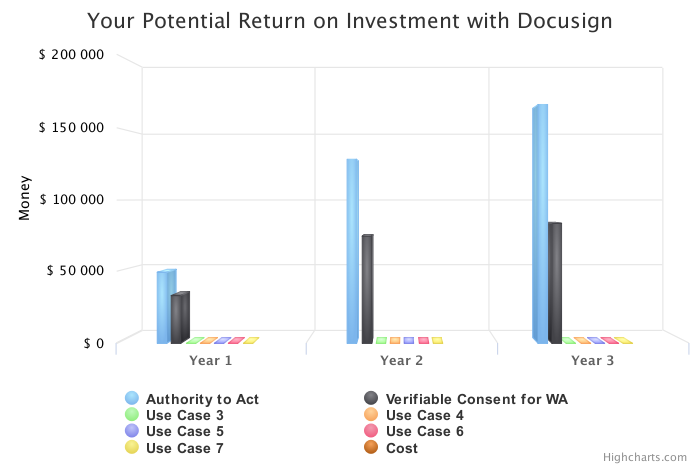 Your Potential Return on Investment with Docusign
$ 200 000
$ 150 000
$ 100 000
$ 50 000
$ 0
Money
Year 1
Year 2
Year 3
Authority to Act
Verifiable Consent for WA
Use Case 3
Use Case 4
Use Case 5
Use Case 6
Use Case 7
Cost
Highcharts.com